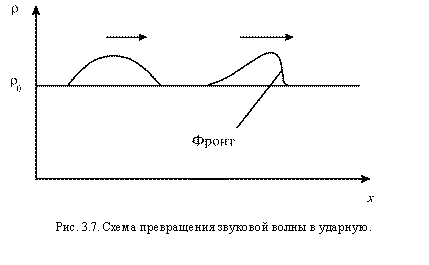 ρ
ρ₀
Фронт
x
Рис. 3.7. Схема превращения звуковой волны в ударную.